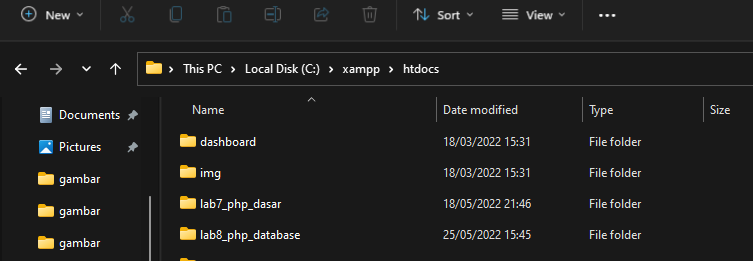 New Sort View
This PC > Local Disk (C:) > xampp > htdocs
Name Date modified Type Size
Documents
Pictures
gambar
gambar
gambar
dashboard 18/03/2022 15:31 File folder
img 18/03/2022 15:31 File folder
lab7_php_dasar 18/05/2022 21:46 File folder
lab8_php_database 25/05/2022 15:45 File folder